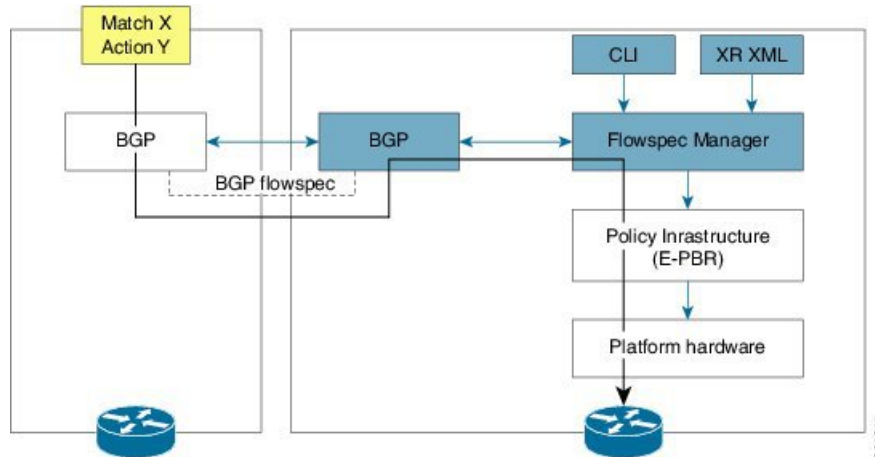 Match X
Action Y
CLI
XR XML
BGP
BGP
Flowspec Manager
BGP flowspec
Policy Inrastructure
(E-PBR)
Platform hardware